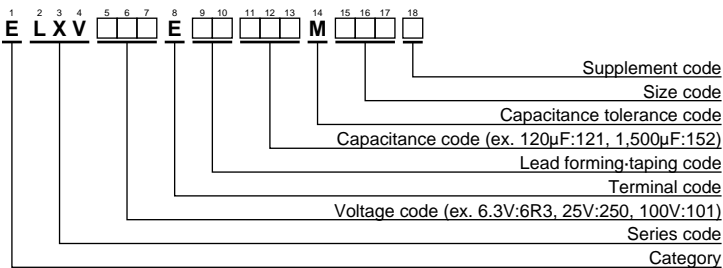 1 2 3 4 5 6 7 8 9 10 11 12 13 14 15 16 17 18
E L X V E M
Supplement code
Size code
Capacitance tolerance code
Capacitance code (ex. 120μF:121, 1,500μF:152)
Lead forming·taping code
Terminal code
Voltage code (ex. 6.3V:6R3, 25V:250, 100V:101)
Series code
Category